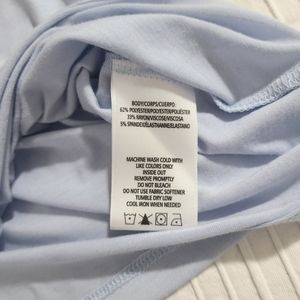 BODY/CORPS/CUERPO:
62% POLYESTER/POLYESTER/POLIÉSTER
33% RAYON/VISCOSE/VISCOSA
5% SPANDEX/ÉLASTHANNE/ELASTANO
MACHINE WASH COLD WITH
LIKE COLORS ONLY
INSIDE OUT
REMOVE PROMPTLY
DO NOT BLEACH
DO NOT USE FABRIC SOFTENER
TUMBLE DRY LOW
COOL IRON WHEN NEEDED